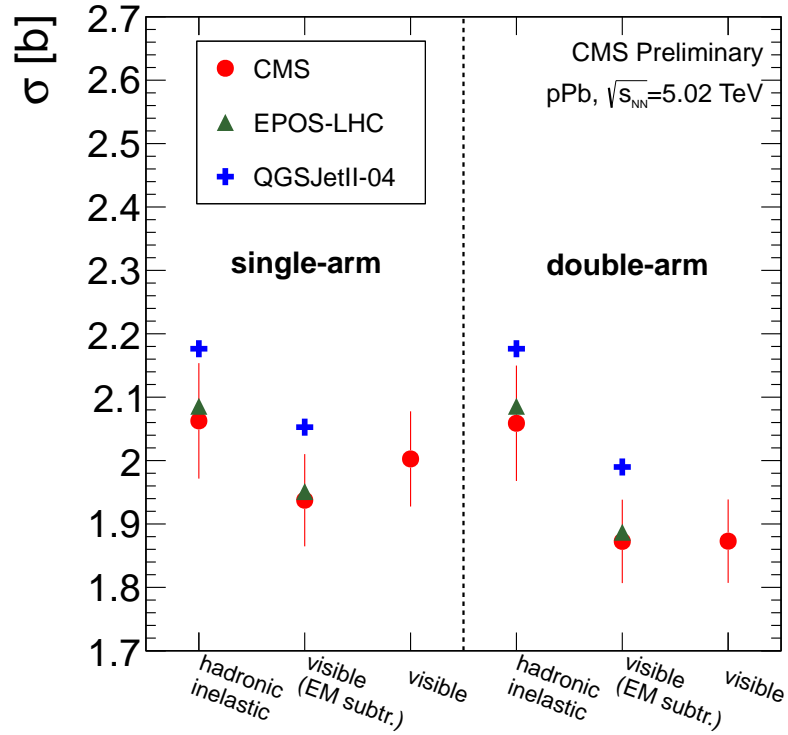 σ [b]
2.7
2.6
2.5
2.4
2.3
2.2
2.1
2
1.9
1.8
1.7
CMS
EPOS-LHC
QGSJetII-04
CMS Preliminary
pPb, √s_NN=5.02 TeV
single-arm
double-arm
hadronic
inelastic
visible
(EM subtr.)
visible
hadronic
inelastic
visible
(EM subtr.)
visible